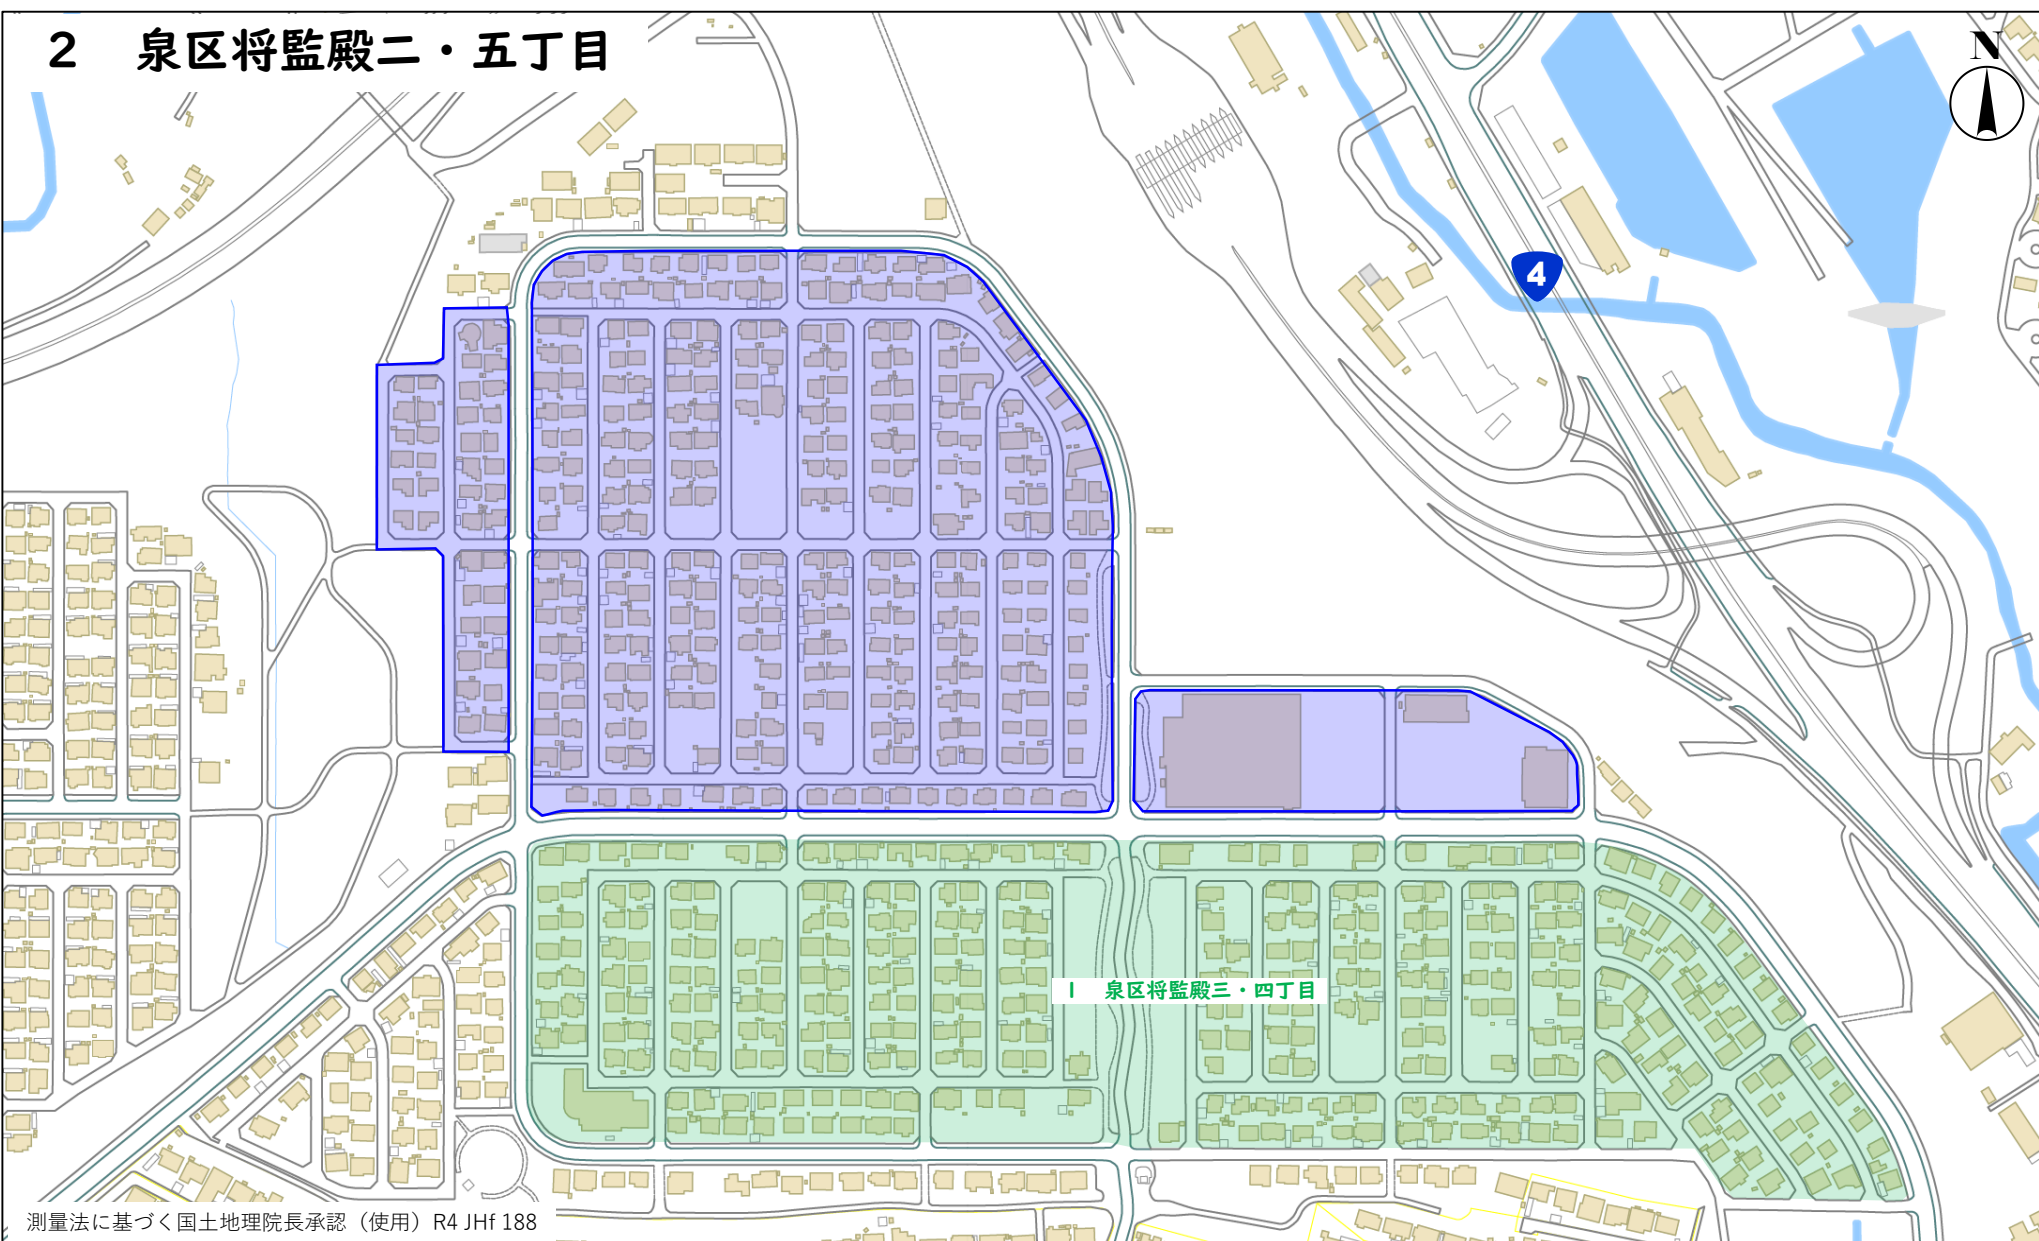 2 泉区将監殿二・五丁目
N
4
1 泉区将監殿三・四丁目
測量法に基づく国土地理院長承認（使用）R4 JHf 188